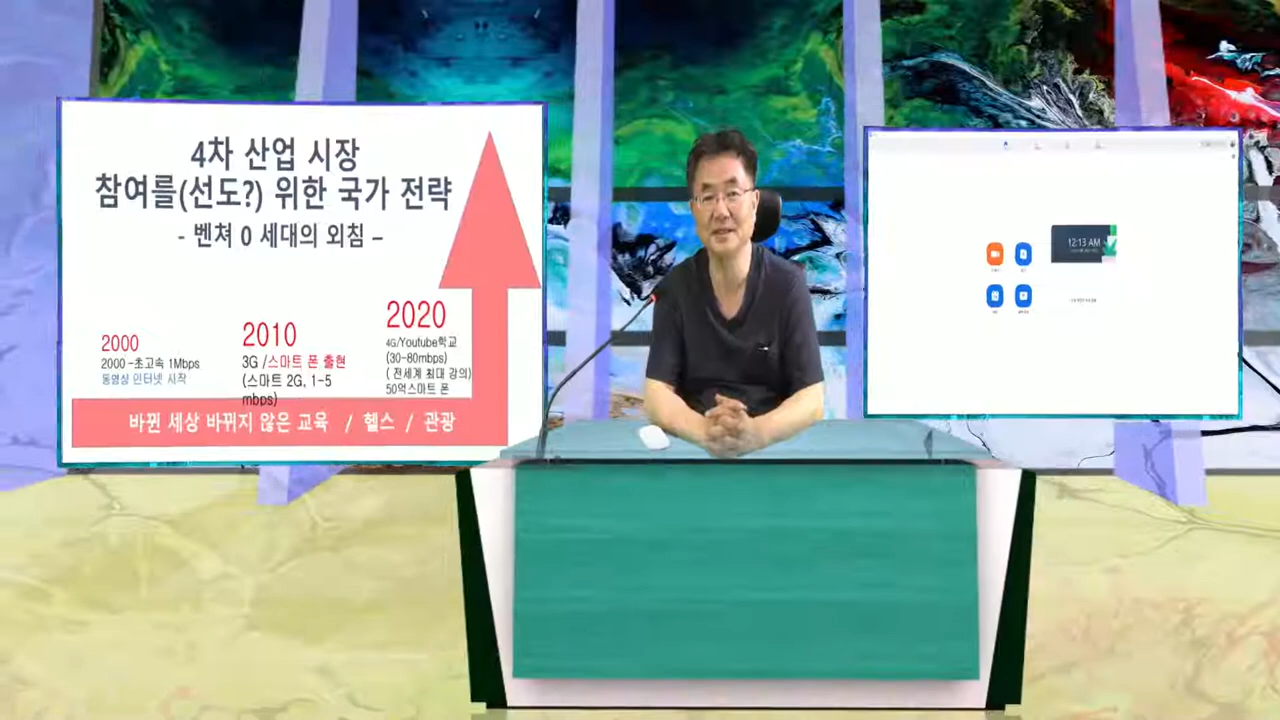 4차 산업 시장
참여를(선도?) 위한 국가 전략
- 벤쳐 0 세대의 외침 –
2000
2000 -초고속 1Mbps
동영상 인터넷 시작
2010
3G /스마트 폰 출현
(스마트 2G, 1-5
mbps)
2020
4G/Youtube학교
(30-80mbps)
( 전세계 최대 강의)
50억스마트 폰
바뀐 세상 바뀌지 않은 교육 / 헬스 / 관광
12:13 AM